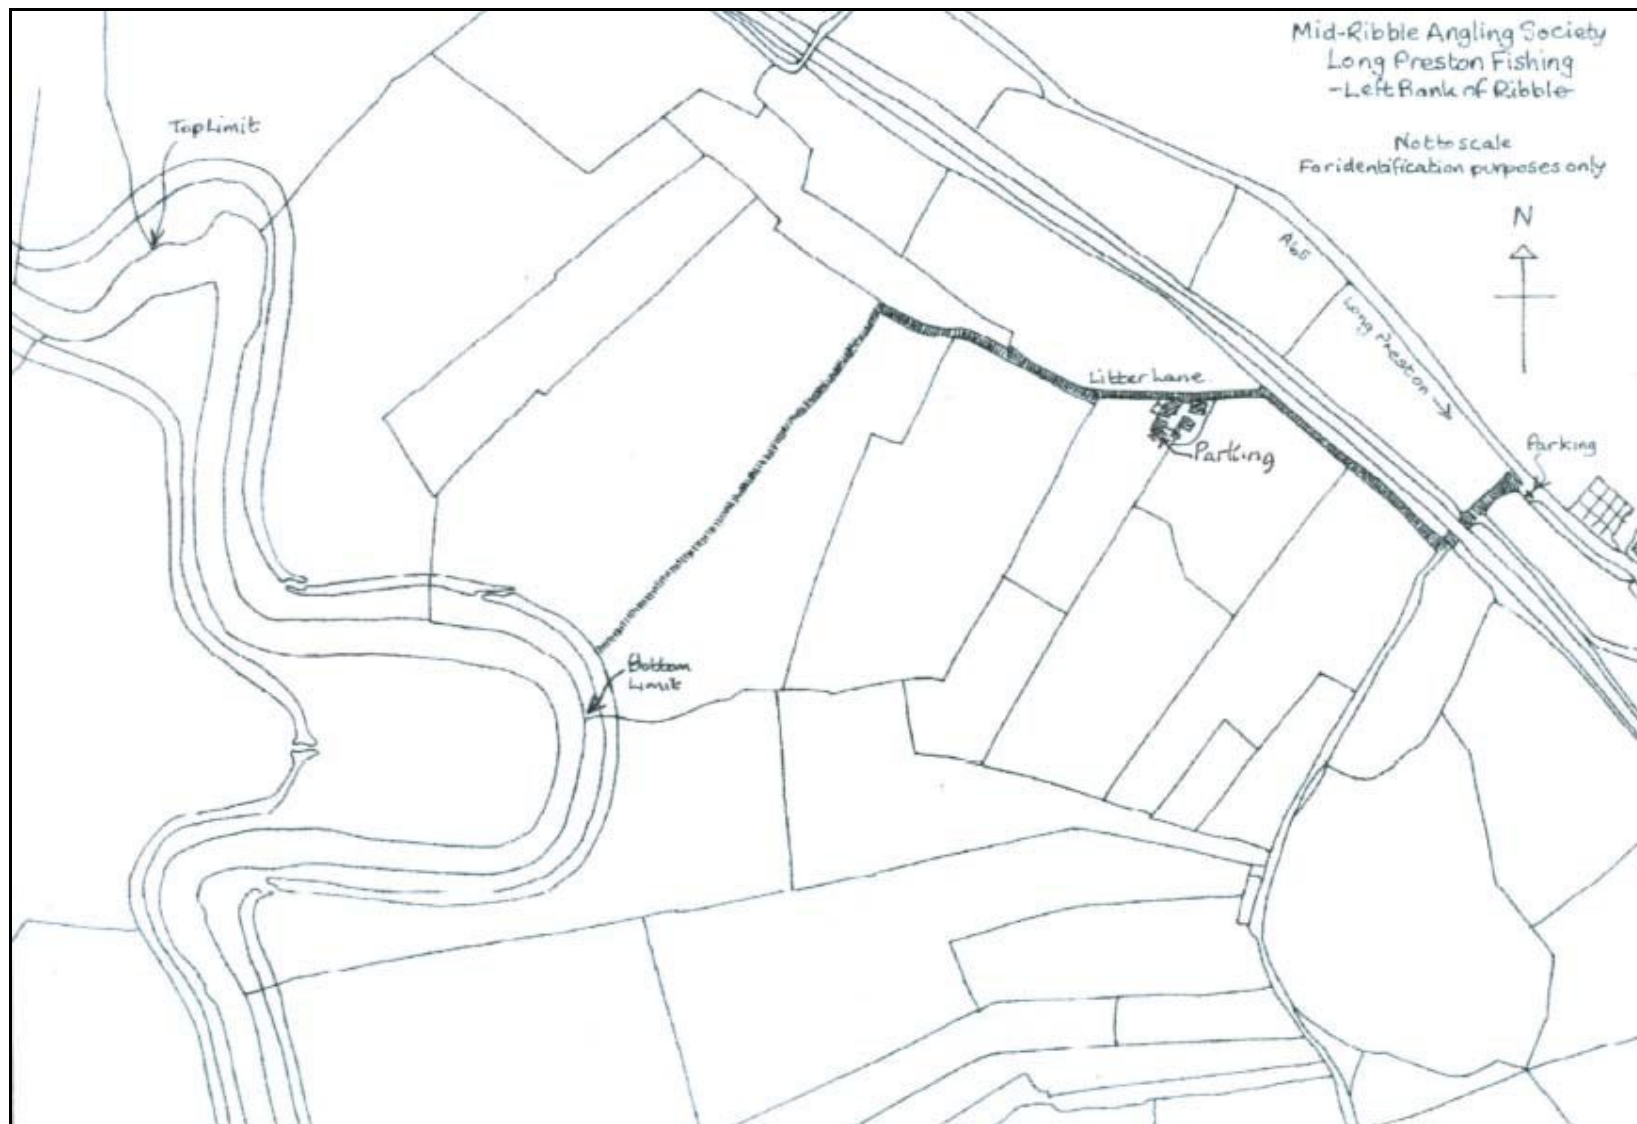 Mid-Ribble Angling Society
Long Preston Fishing
-Left Bank of Ribble-
Not to scale
For identification purposes only
N
Top Limit
A65
Long Preston
Litter Lane
Parking
Parking
Bottom
Limit